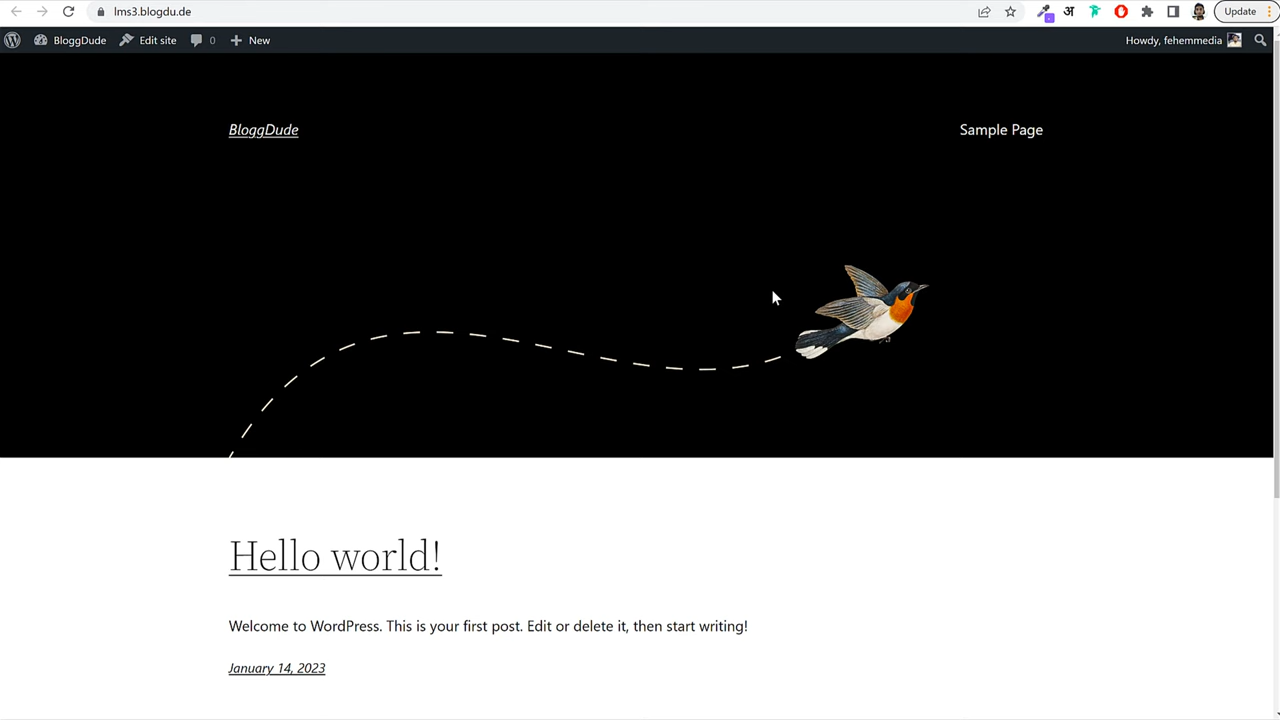 lms3.blogdu.de
अ
Update
BloggDude
Edit site
0
New
Howdy, fehemmedia
BloggDude
Sample Page
Hello world!
Welcome to WordPress. This is your first post. Edit or delete it, then start writing!
January 14, 2023